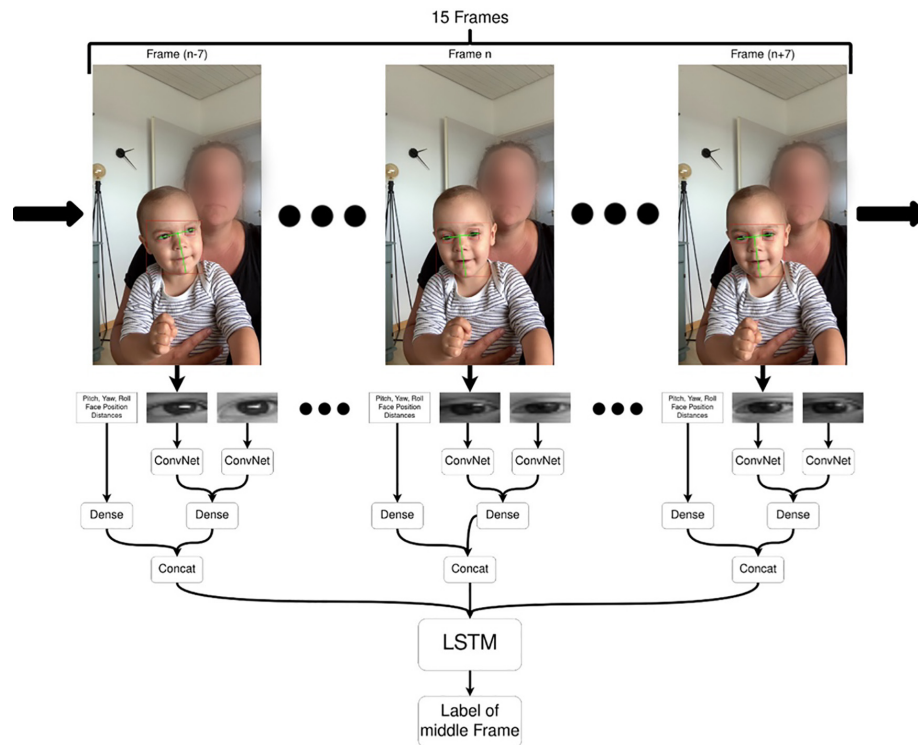 15 Frames
Frame (n-7)
Frame n
Frame (n+7)
Pitch, Yaw, Roll
Face Position
Distances
Pitch, Yaw, Roll
Face Position
Distances
Pitch, Yaw, Roll
Face Position
Distances
ConvNet
ConvNet
ConvNet
ConvNet
ConvNet
ConvNet
Dense
Dense
Dense
Dense
Dense
Dense
Concat
Concat
Concat
LSTM
Label of
middle Frame